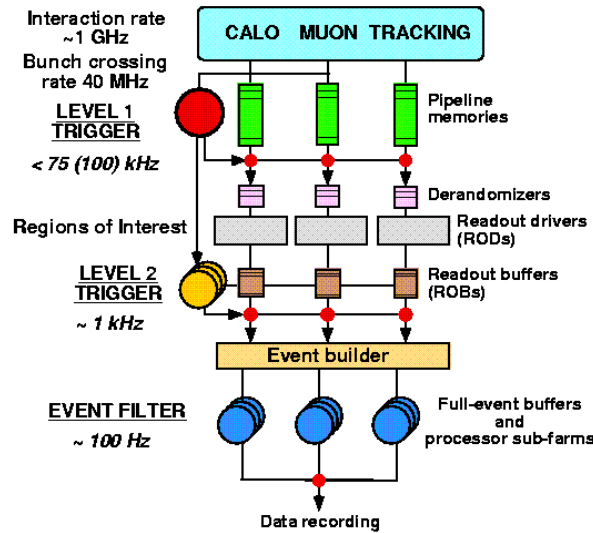 Interaction rate
~1 GHz
CALO MUON TRACKING
Bunch crossing
rate 40 MHz
LEVEL 1
TRIGGER
< 75 (100) kHz
Pipeline
memories
Derandomizers
Regions of Interest
Readout drivers
(RODs)
LEVEL 2
TRIGGER
~ 1 kHz
Readout buffers
(ROBs)
Event builder
EVENT FILTER
~ 100 Hz
Full-event buffers
and
processor sub-farms
Data recording